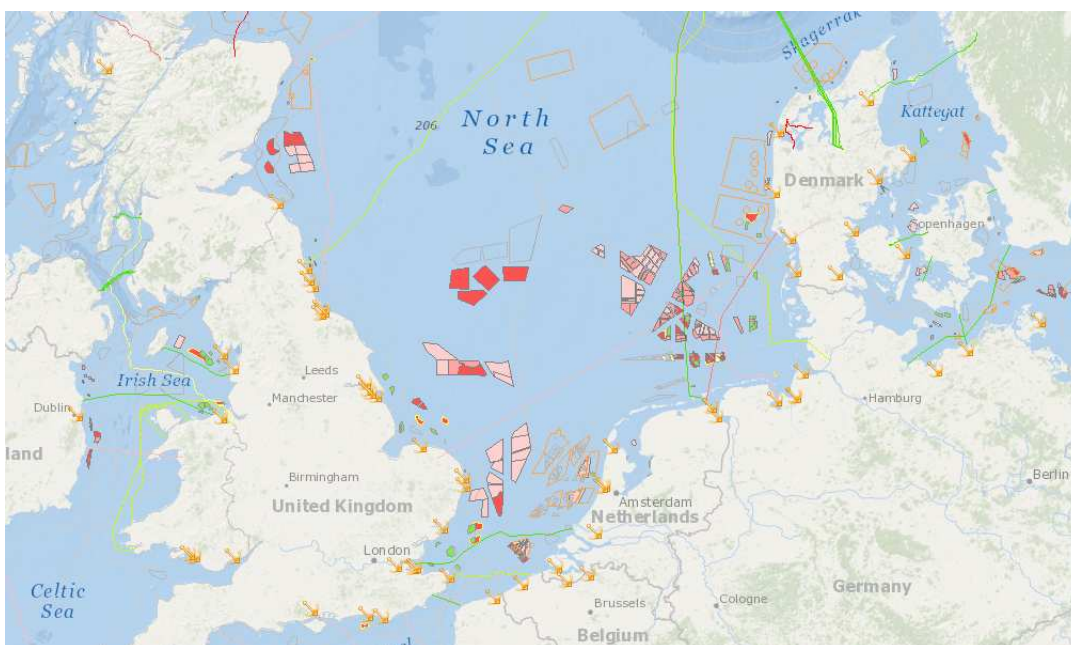 Skagerrak
Kattegat
206
North
Sea
Denmark
Copenhagen
Irish Sea
Leeds
Manchester
Dublin
land
Hamburg
Birmingham
United Kingdom
Berlin
Amsterdam
Netherlands
London
Celtic
Sea
Brussels
Cologne
Germany
Belgium